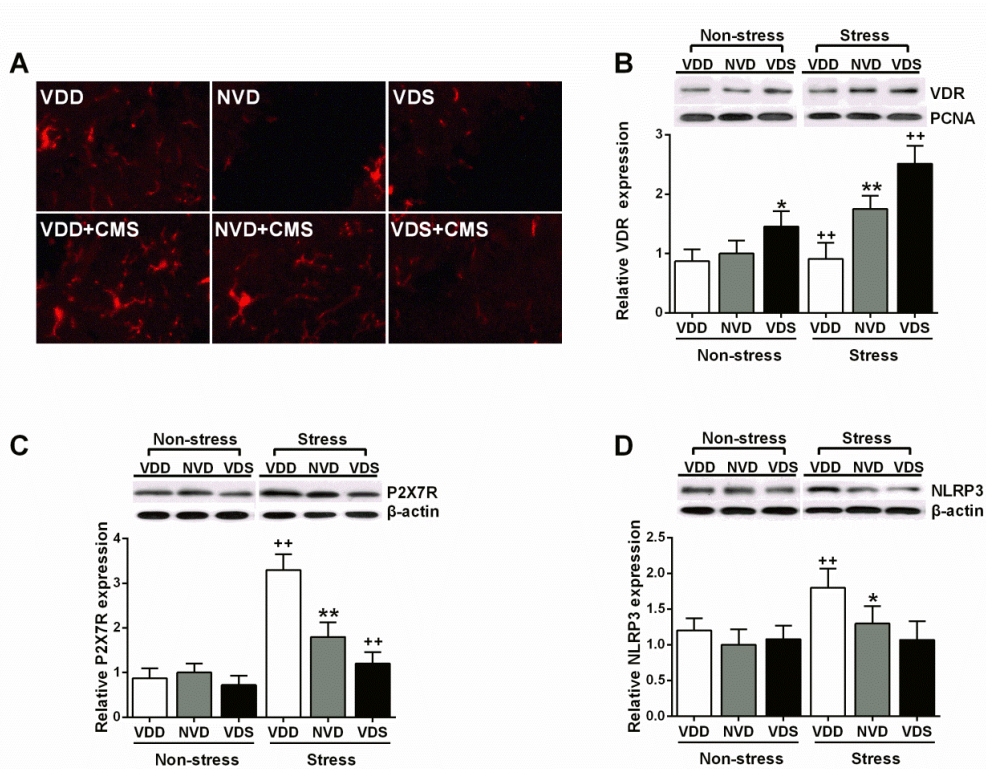 A
VDD NVD VDS
VDD+CMS NVD+CMS VDS+CMS
B
Non-stress Stress
VDD NVD VDS VDD NVD VDS
VDR
PCNA
Relative VDR expression
3
2
1
0
* ++ ** ++
VDD NVD VDS VDD NVD VDS
Non-stress Stress
C
Non-stress Stress
VDD NVD VDS VDD NVD VDS
P2X7R
β-actin
Relative P2X7R expression
4
3
2
1
0
++ ** ++
VDD NVD VDS VDD NVD VDS
Non-stress Stress
D
Non-stress Stress
VDD NVD VDS VDD NVD VDS
NLRP3
β-actin
Relative NLRP3 expression
2.5
2.0
1.5
1.0
0.5
0.0
++ *
VDD NVD VDS VDD NVD VDS
Non-stress Stress